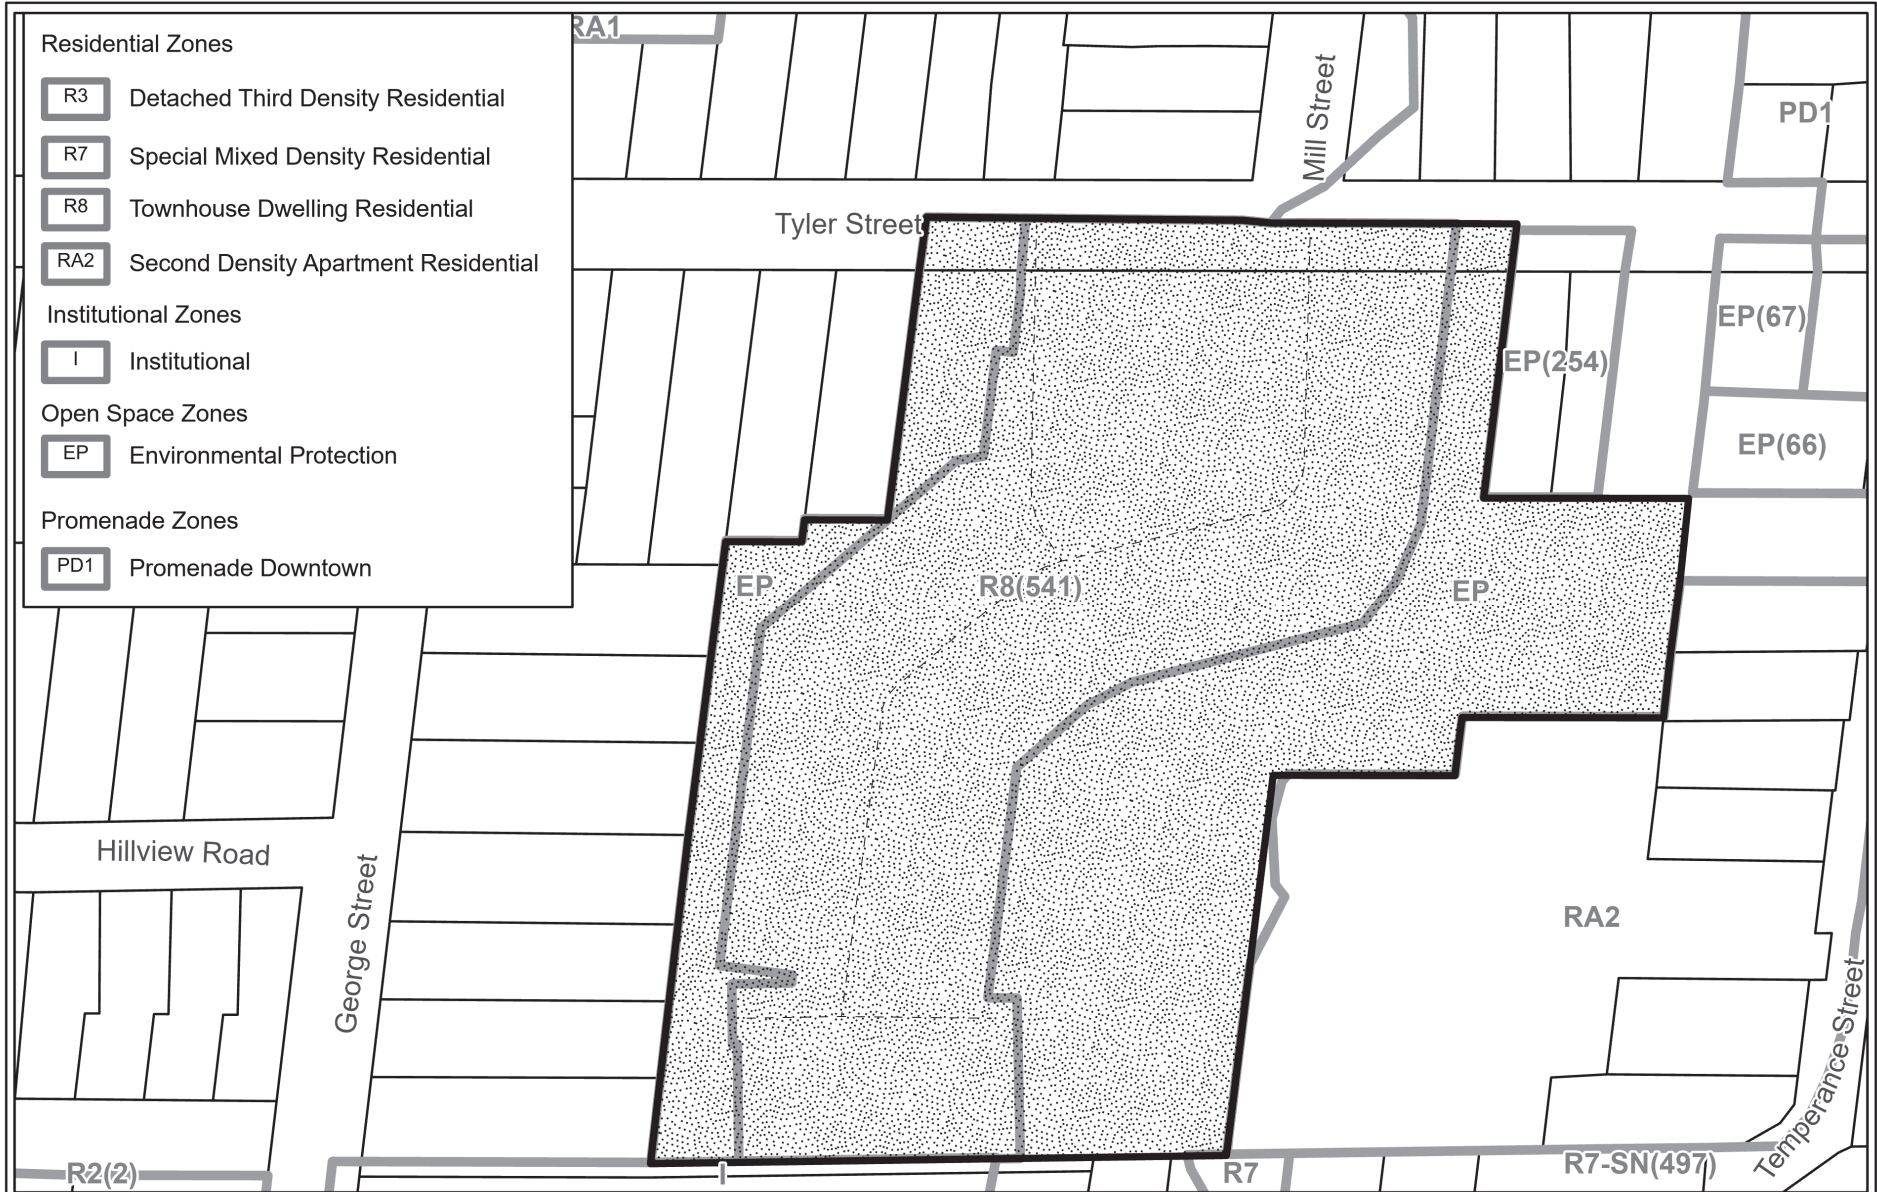 Residential Zones
R3 Detached Third Density Residential
R7 Special Mixed Density Residential
R8 Townhouse Dwelling Residential
RA2 Second Density Apartment Residential
Institutional Zones
I Institutional
Open Space Zones
EP Environmental Protection
Promenade Zones
PD1 Promenade Downtown
RA1
Mill Street
PD1
Tyler Street
EP(67)
EP(254)
EP(66)
EP
R8(541)
EP
Hillview Road
George Street
RA2
Temperance Street
R2(2)
I
R7
R7-SN(497)